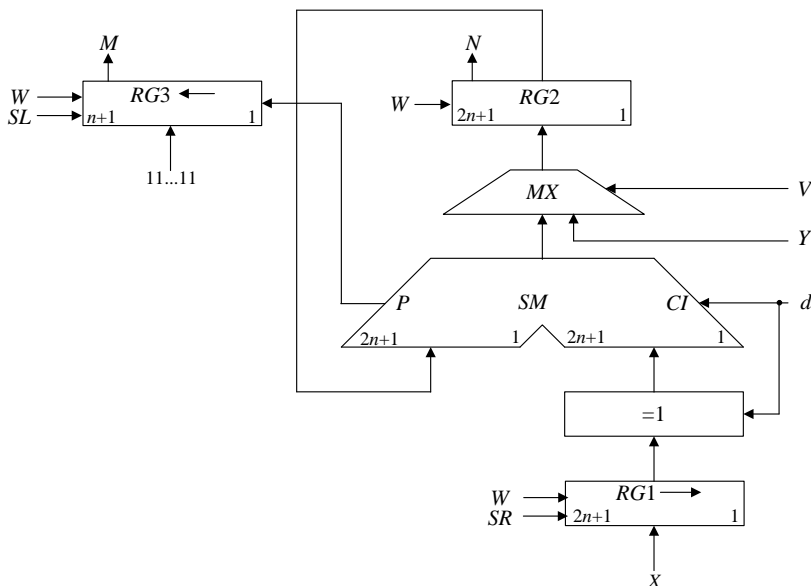 M
N
W
RG3
SL
n+1
1
11...11
W
RG2
2n+1
1
MX
V
Y
P
SM
CI
d
2n+1
1
2n+1
1
=1
W
RG1
SR
2n+1
1
X